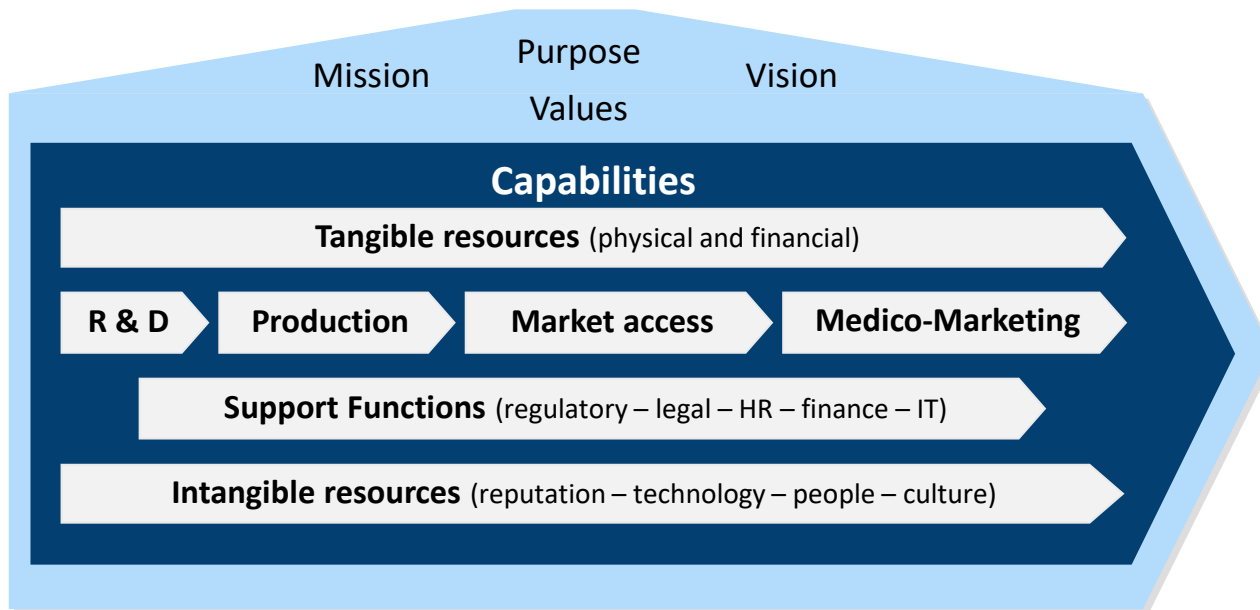 Purpose
Mission
Vision
Values
Capabilities
Tangible resources (physical and financial)
R & D
Production
Market access
Medico-Marketing
Support Functions (regulatory – legal – HR – finance – IT)
Intangible resources (reputation – technology – people – culture)